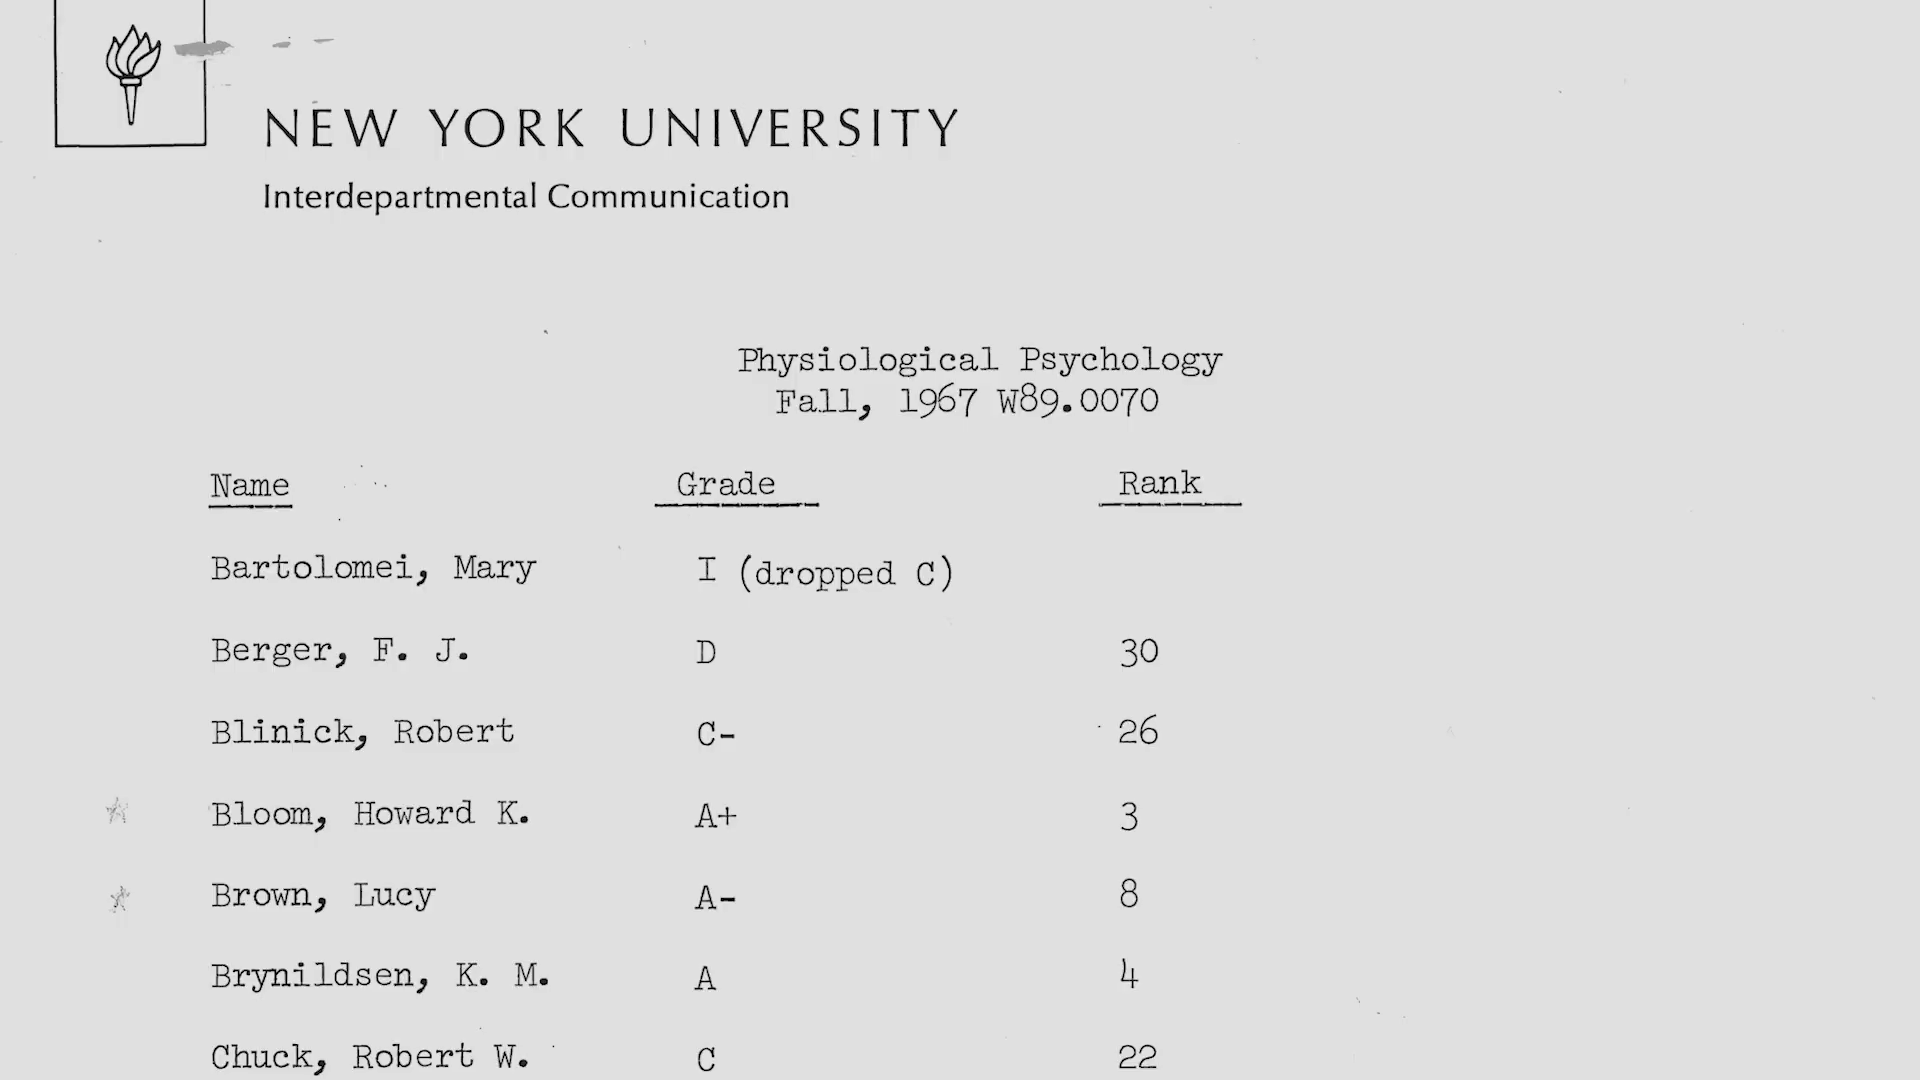 NEW YORK UNIVERSITY
Interdepartmental Communication
Physiological Psychology
Fall, 1967 W89.0070
Name Grade Rank
Bartolomei, Mary I (dropped C)
Berger, F. J. D 30
Blinick, Robert C- 26
Bloom, Howard K. A+ 3
Brown, Lucy A- 8
Brynildsen, K. M. A 4
Chuck, Robert W. C 22